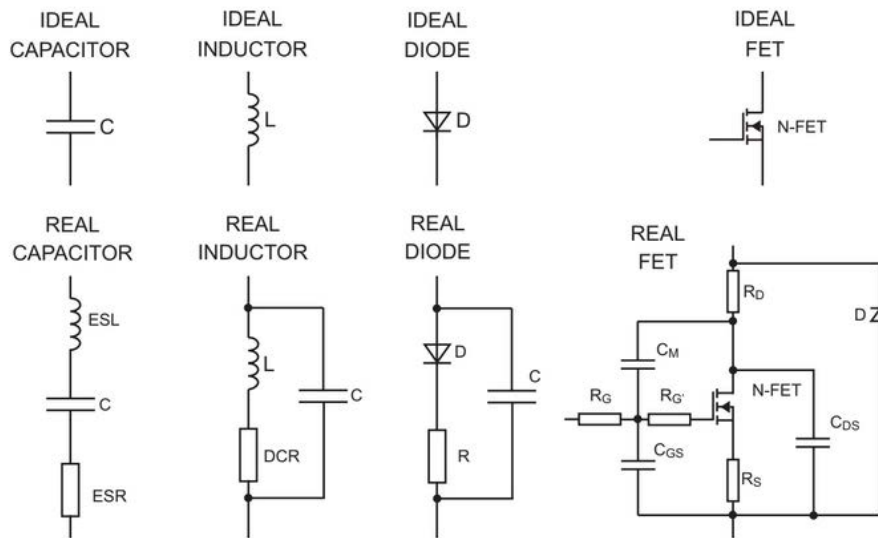 IDEAL
CAPACITOR
C
IDEAL
INDUCTOR
L
IDEAL
DIODE
D
IDEAL
FET
N-FET
REAL
CAPACITOR
ESL
C
ESR
REAL
INDUCTOR
L
C
DCR
REAL
DIODE
D
C
R
REAL
FET
RD
D
CM
RG
RG'
N-FET
CGS
CDS
RS